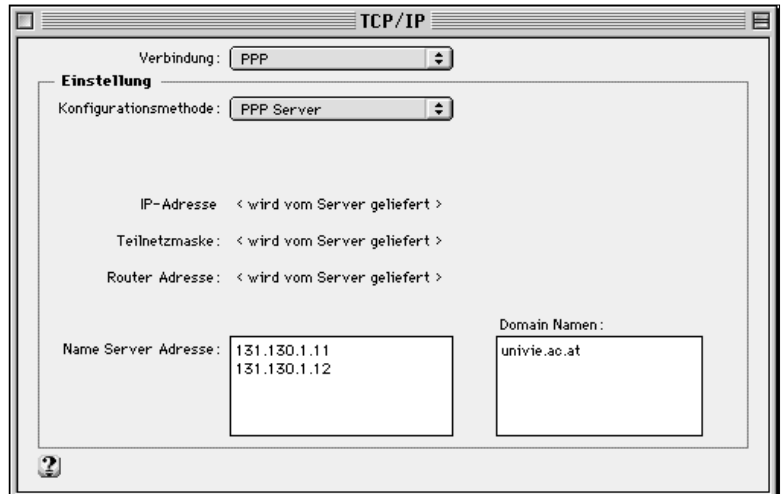 TCP/IP
Verbindung: PPP
Einstellung
Konfigurationsmethode: PPP Server
IP-Adresse < wird vom Server geliefert >
Teilnetzmaske: < wird vom Server geliefert >
Router Adresse: < wird vom Server geliefert >
Domain Namen:
Name Server Adresse: 131.130.1.11 univie.ac.at
131.130.1.12
?